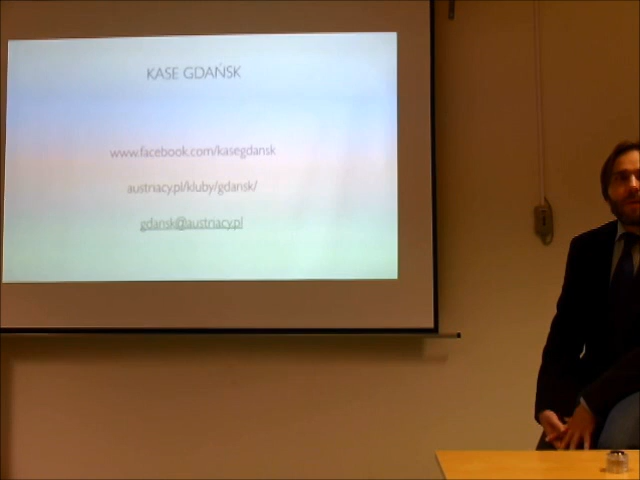 KASE GDAŃSK
www.facebook.com/kasegdansk
austriacy.pl/kluby/gdansk/
gdansk@austriacy.pl